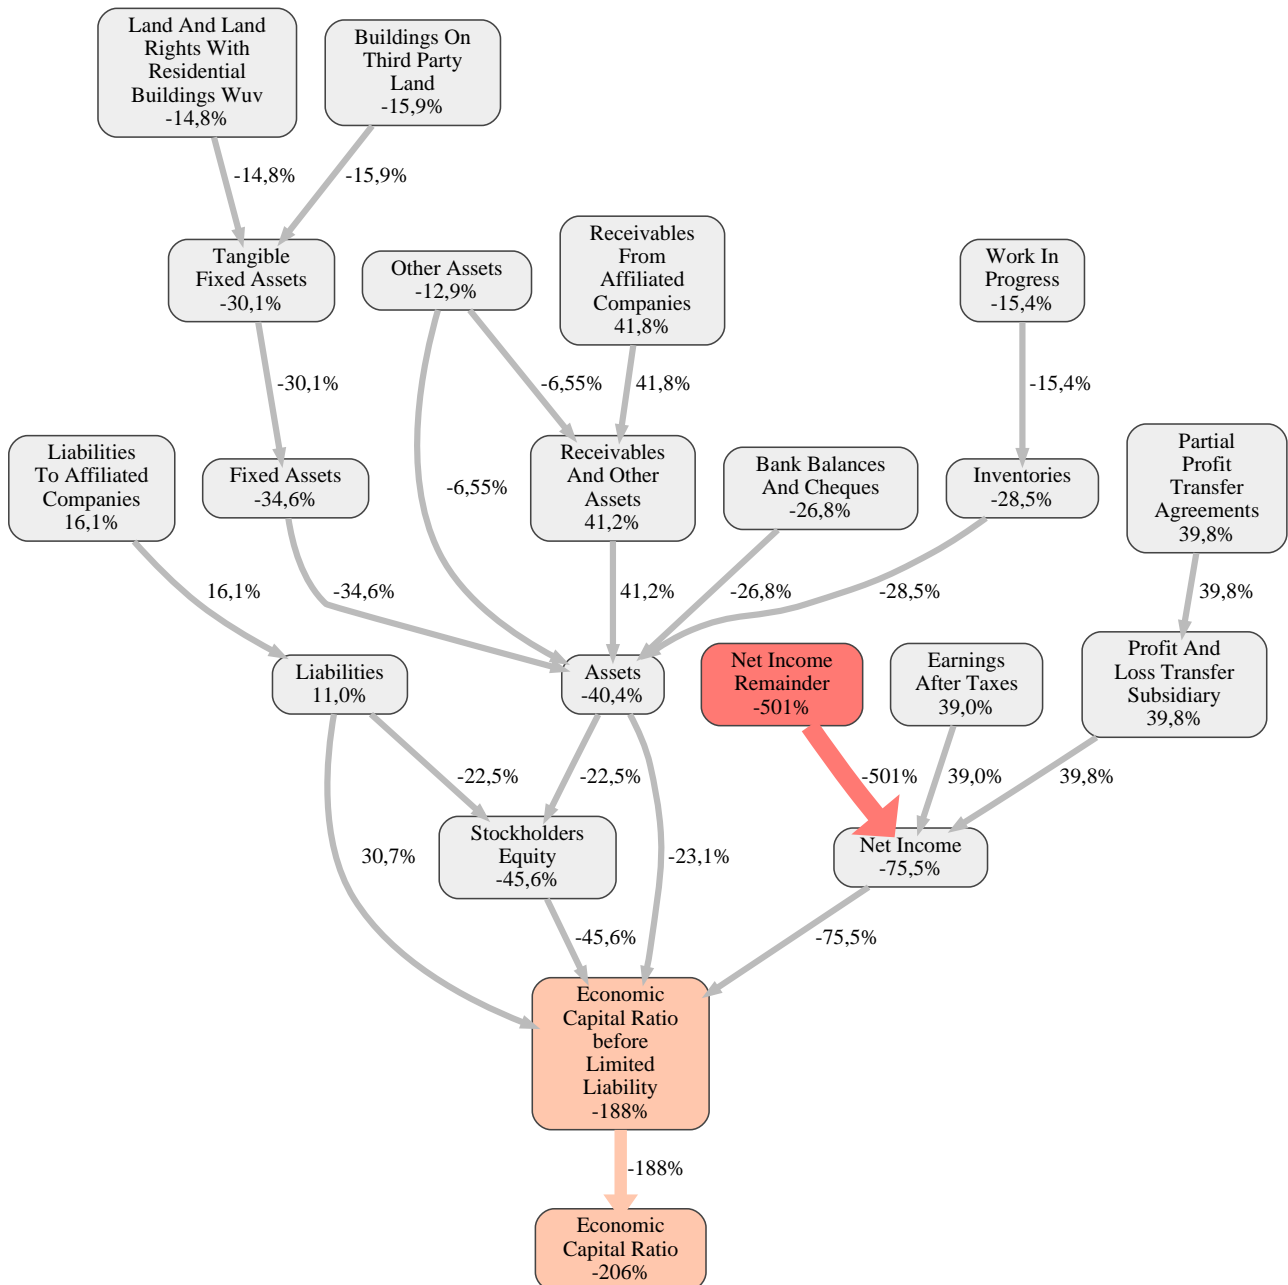 Land And Land
Rights With
Residential
Buildings Wuv
-14,8%
Buildings On
Third Party
Land
-15,9%
-14,8%
-15,9%
Tangible
Fixed Assets
-30,1%
Other Assets
-12,9%
Receivables
From
Affiliated
Companies
41,8%
Work In
Progress
-15,4%
-30,1%
-6,55%
41,8%
-15,4%
Liabilities
To Affiliated
Companies
16,1%
Fixed Assets
-34,6%
-6,55%
Receivables
And Other
Assets
41,2%
Bank Balances
And Cheques
-26,8%
Inventories
-28,5%
Partial
Profit
Transfer
Agreements
39,8%
16,1%
-34,6%
41,2%
-26,8%
-28,5%
39,8%
Liabilities
11,0%
Assets
-40,4%
Net Income
Remainder
-501%
Earnings
After Taxes
39,0%
Profit And
Loss Transfer
Subsidiary
39,8%
-22,5%
-22,5%
-501%
39,0%
39,8%
30,7%
Stockholders
Equity
-45,6%
-23,1%
Net Income
-75,5%
-45,6%
-75,5%
Economic
Capital Ratio
before
Limited
Liability
-188%
-188%
Economic
Capital Ratio
-206%